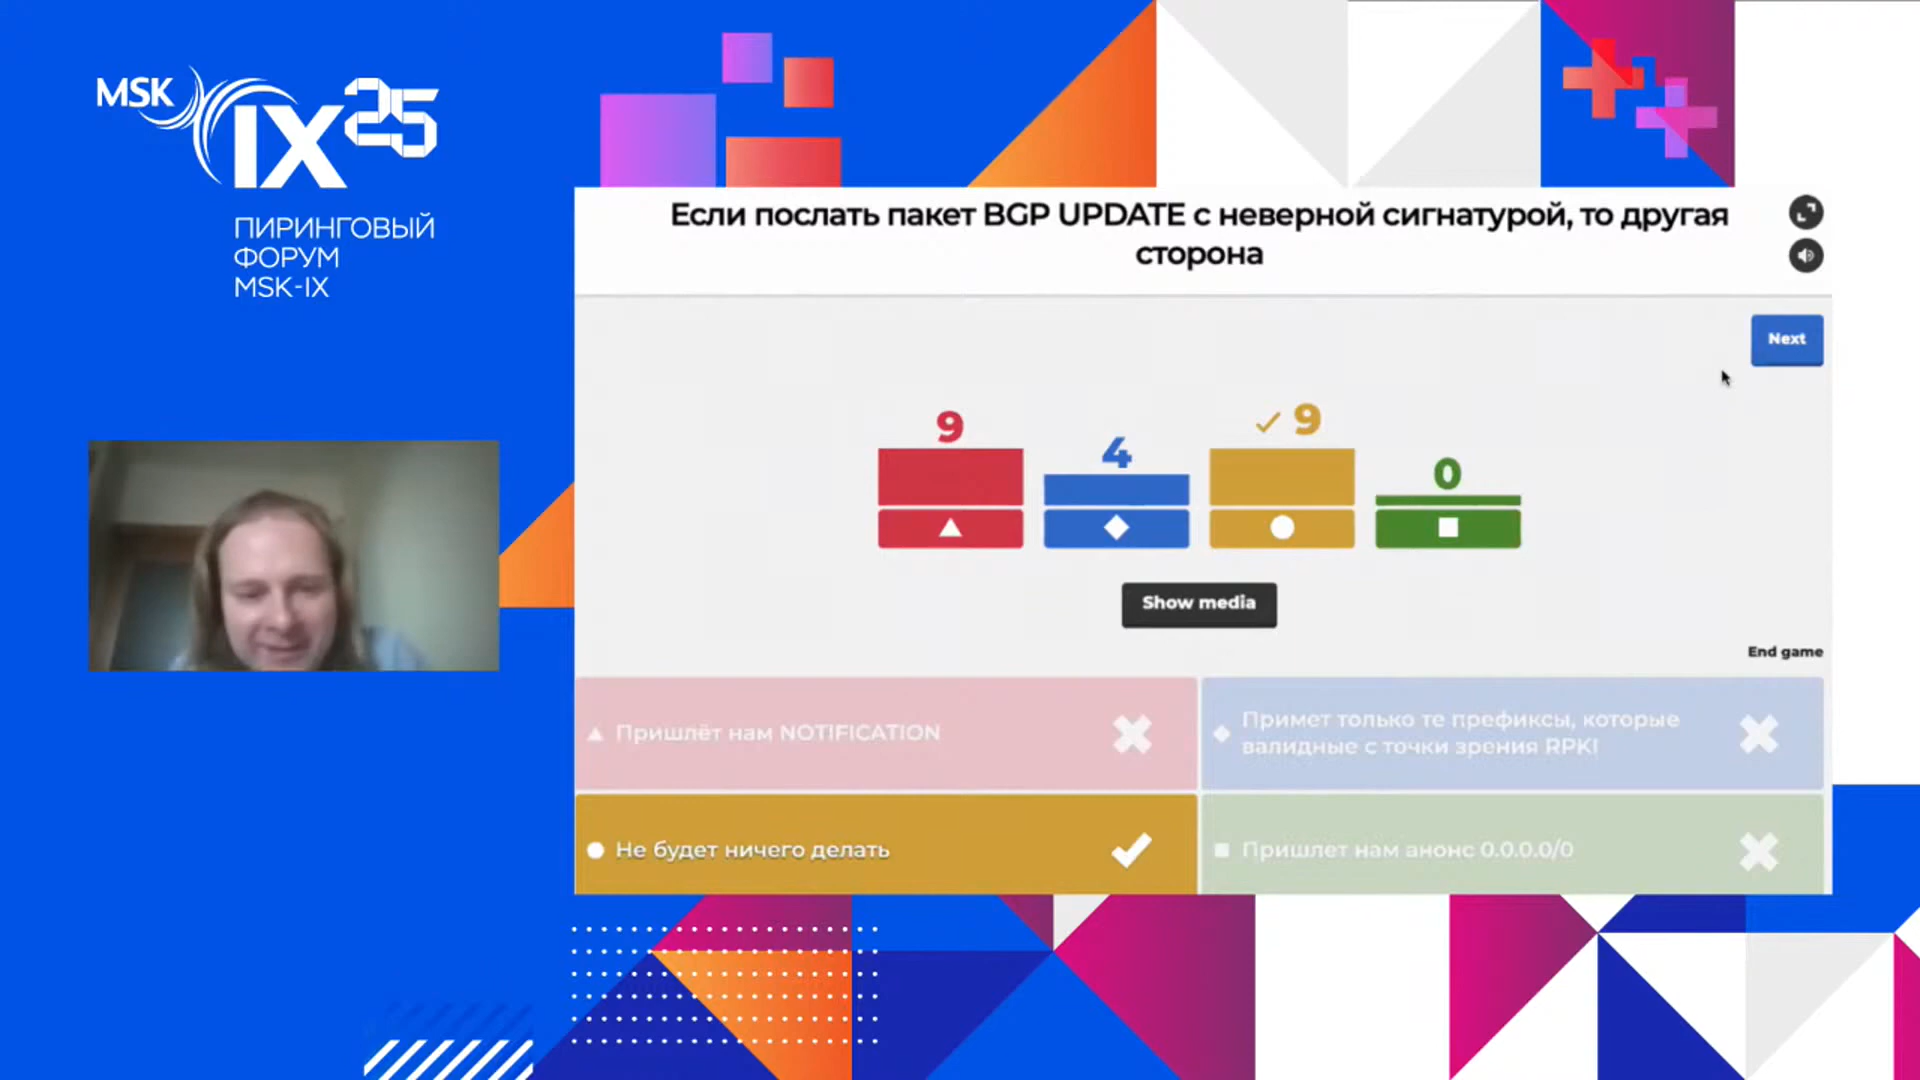 MSK
IX 25
ПИРИНГОВЫЙ
ФОРУМ
MSK-IX
Если послать пакет BGP UPDATE с неверной сигнатурой, то другая
сторона
Next
9
4
9
0
Show media
End game
Пришлёт нам NOTIFICATION
Примет только те префиксы, которые
валидные с точки зрения RPKI
Не будет ничего делать
Пришлет нам анонс 0.0.0.0/0